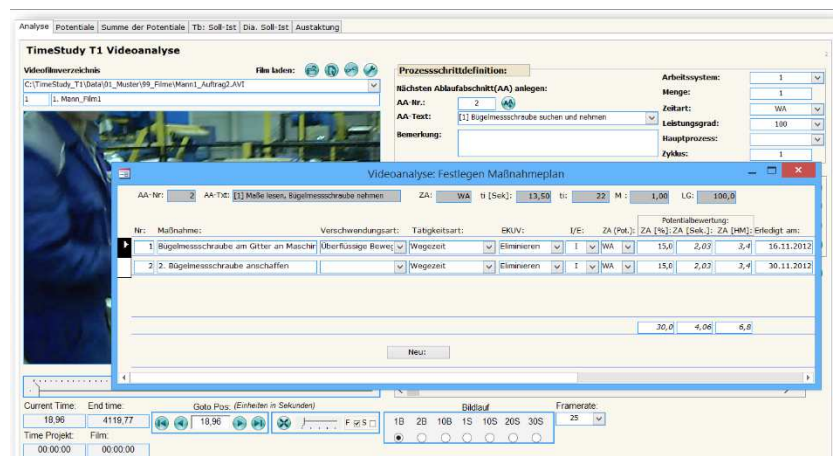 Analyse Potentiale Summe der Potentiale Tb: Soll-Ist Dia. Soll-Ist Austaktung
TimeStudy T1 Videoanalyse
Videofilmverzeichnis Film laden:
C:\TimeStudy_T1\Data\01_Muster\99_Filme\Mann1_Auftrag2.AVI
1 1. Mann_Film1
Prozessschrittdefinition:
Nächsten Ablaufabschnitt(AA) anlegen:
AA-Nr.: 2
AA-Text: [1] Bügelmessschraube suchen und nehmen
Bemerkung:
Arbeitssystem: 1
Menge: 1
Zeitart: WA
Leistungsgrad: 100
Hauptprozess:
Zyklus: 1
Videoanalyse: Festlegen Maßnahmeplan
AA-Nr: 2 AA-Txt: [1] Maße lesen, Bügelmessschraube nehmen ZA: WA ti [Sek]: 13,50 ti: 22 M : 1,00 LG: 100,0
Potentialbewertung:
Nr: Maßnahme: Verschwendungsart: Tätigkeitsart: EKUV: I/E: ZA (Pot.): ZA [%]: ZA [Sek.]: ZA [HM]: Erledigt am:
1 Bügelmessschraube am Gitter an Maschin Überflüssige Beweg Wegezeit Eliminieren I WA 15,0 2,03 3,4 16.11.2012
2 2. Bügelmessschraube anschaffen Wegezeit Eliminieren I WA 15,0 2,03 3,4 30.11.2012
30,0 4,06 6,8
Neu:
Current Time: End time: Goto Pos: (Einheiten in Sekunden) Bildlauf Framerate:
18,96 4119,77 18,96 F S 1B 2B 10B 1S 10S 20S 30S 25
Time Projekt: Film:
00:00:00 00:00:00